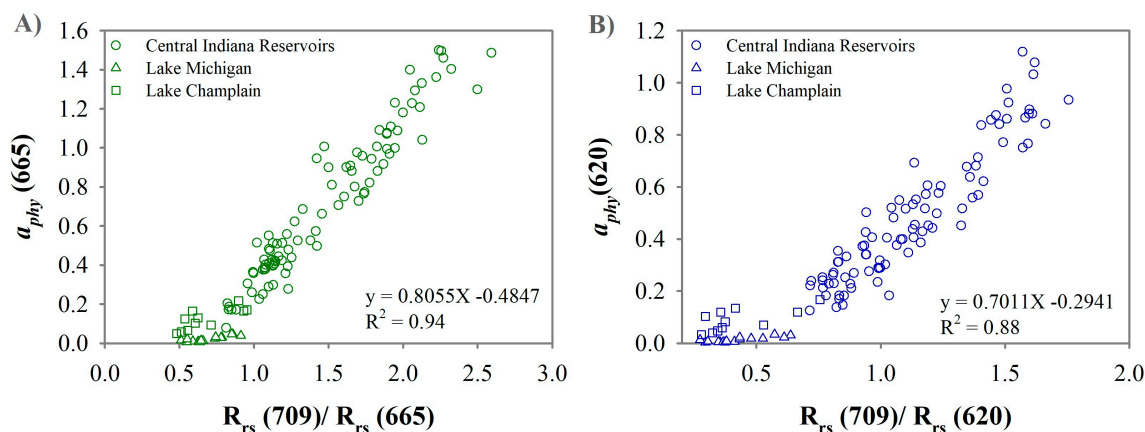 A)
1.6
1.4
1.2
1.0
0.8
0.6
0.4
0.2
0.0
a_phy (665)
Central Indiana Reservoirs
Lake Michigan
Lake Champlain
y = 0.8055X -0.4847
R² = 0.94
0.0 0.5 1.0 1.5 2.0 2.5 3.0
R_rs (709)/ R_rs (665)
B)
1.2
1.0
0.8
0.6
0.4
0.2
0.0
a_phy (620)
Central Indiana Reservoirs
Lake Michigan
Lake Champlain
y = 0.7011X -0.2941
R² = 0.88
0.5 1.0 1.5 2.0
R_rs (709)/ R_rs (620)